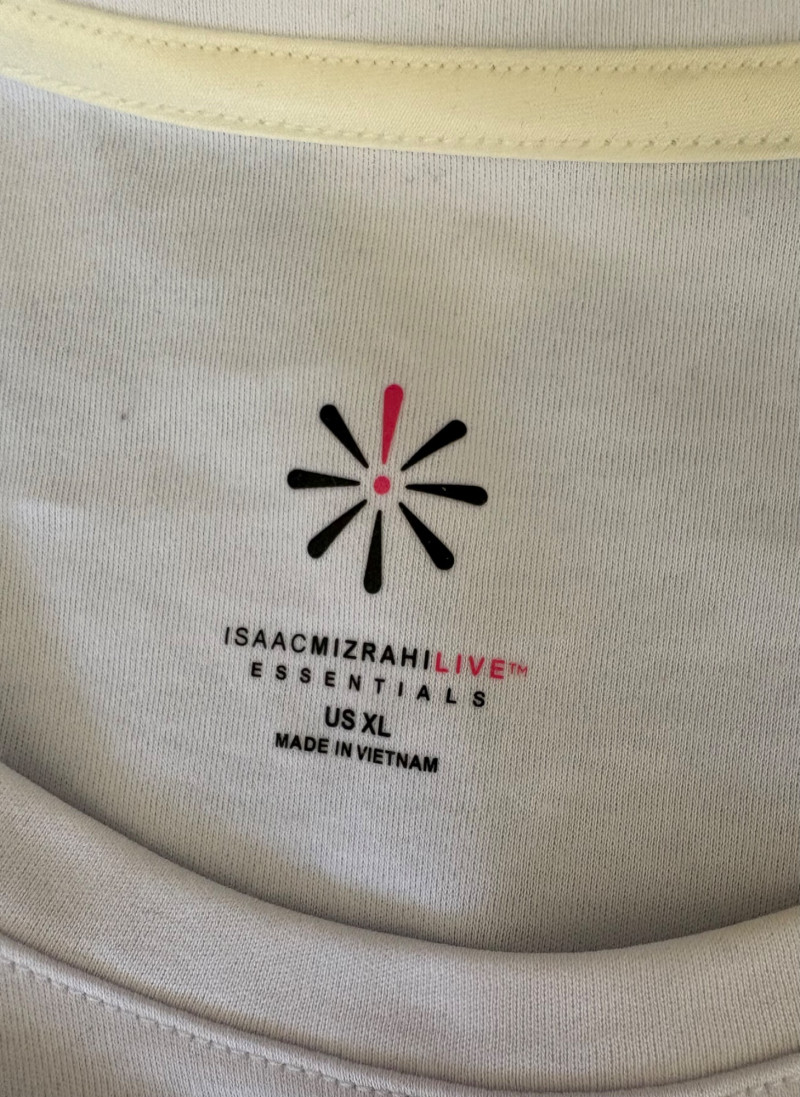 ISAACMIZRAHILIVE™
ESSENTIALS
US XL
MADE IN VIETNAM